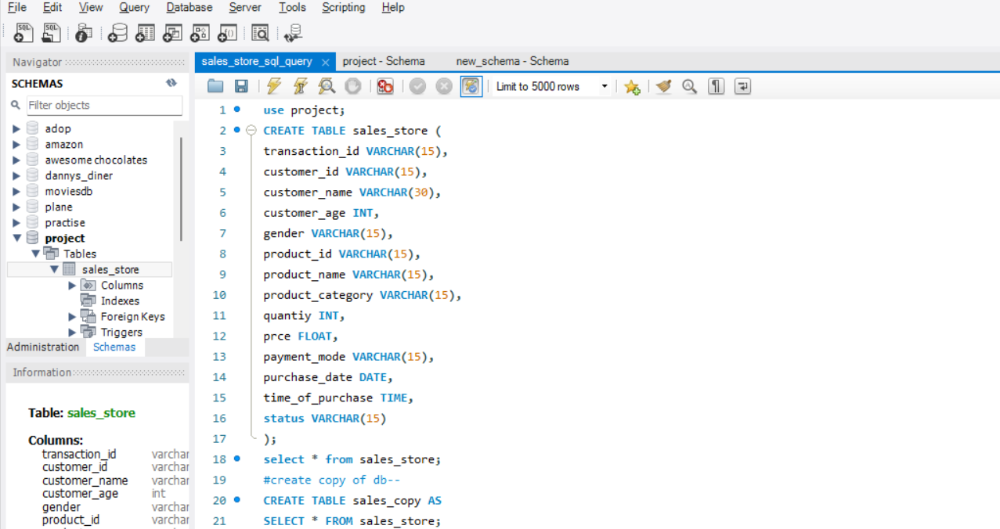 File Edit View Query Database Server Tools Scripting Help
Navigator
SCHEMAS
Filter objects
adop
amazon
awesome chocolates
dannys_diner
moviesdb
plane
practise
project
Tables
sales_store
Columns
Indexes
Foreign Keys
Triggers
Administration Schemas
Information
Table: sales_store
Columns:
transaction_id varchar
customer_id varchar
customer_name varchar
customer_age int
gender varchar
product_id varchar
sales_store_sql_query project - Schema new_schema - Schema
Limit to 5000 rows
1 use project;
2 CREATE TABLE sales_store (
3 transaction_id VARCHAR(15),
4 customer_id VARCHAR(15),
5 customer_name VARCHAR(30),
6 customer_age INT,
7 gender VARCHAR(15),
8 product_id VARCHAR(15),
9 product_name VARCHAR(15),
10 product_category VARCHAR(15),
11 quantiy INT,
12 prce FLOAT,
13 payment_mode VARCHAR(15),
14 purchase_date DATE,
15 time_of_purchase TIME,
16 status VARCHAR(15)
17 );
18 select * from sales_store;
19 #create copy of db--
20 CREATE TABLE sales_copy AS
21 SELECT * FROM sales_store;